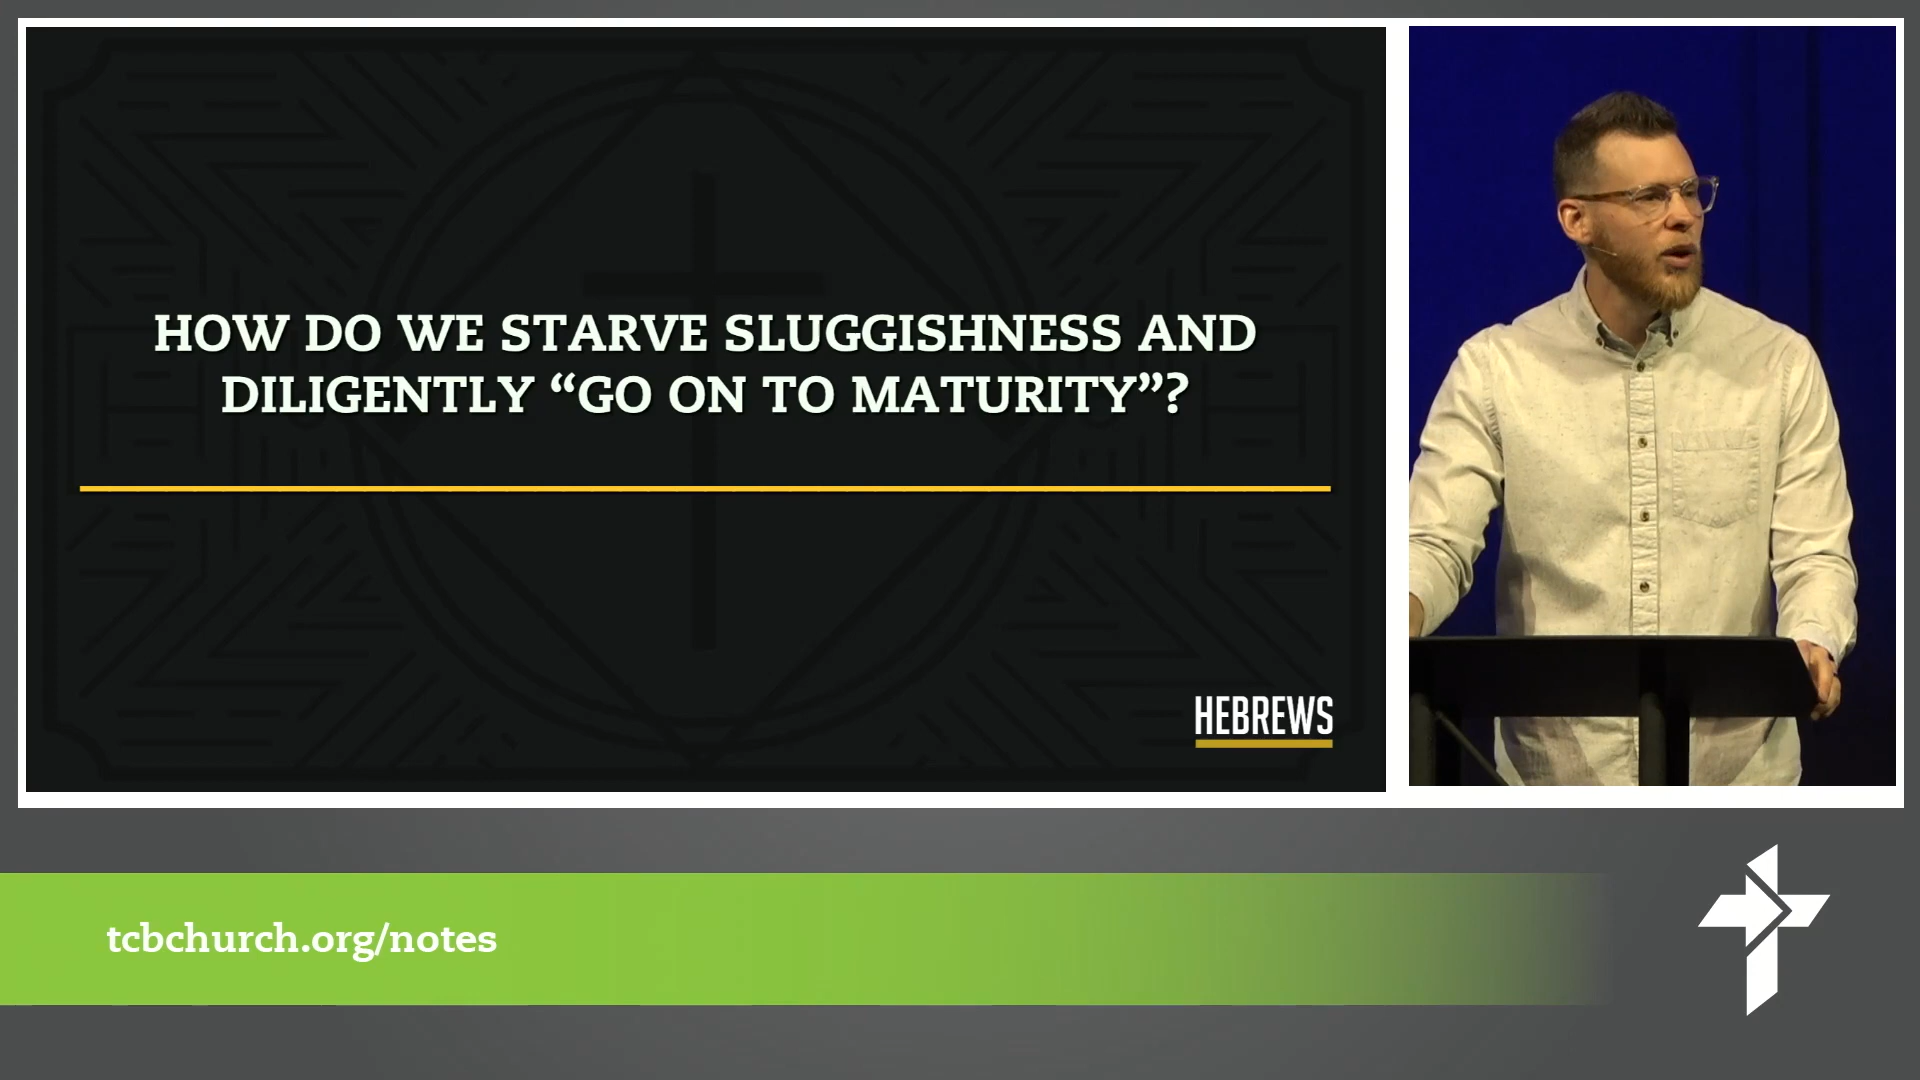 HOW DO WE STARVE SLUGGISHNESS AND
DILIGENTLY “GO ON TO MATURITY”?
HEBREWS
tcbchurch.org/notes